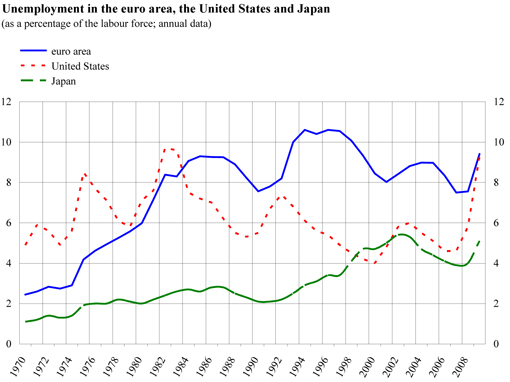 Unemployment in the euro area, the United States and Japan
(as a percentage of the labour force; annual data)
euro area
United States
Japan
12 12
10 10
8 8
6 6
4 4
2 2
0 0
1970 1972 1974 1976 1978 1980 1982 1984 1986 1988 1990 1992 1994 1996 1998 2000 2002 2004 2006 2008